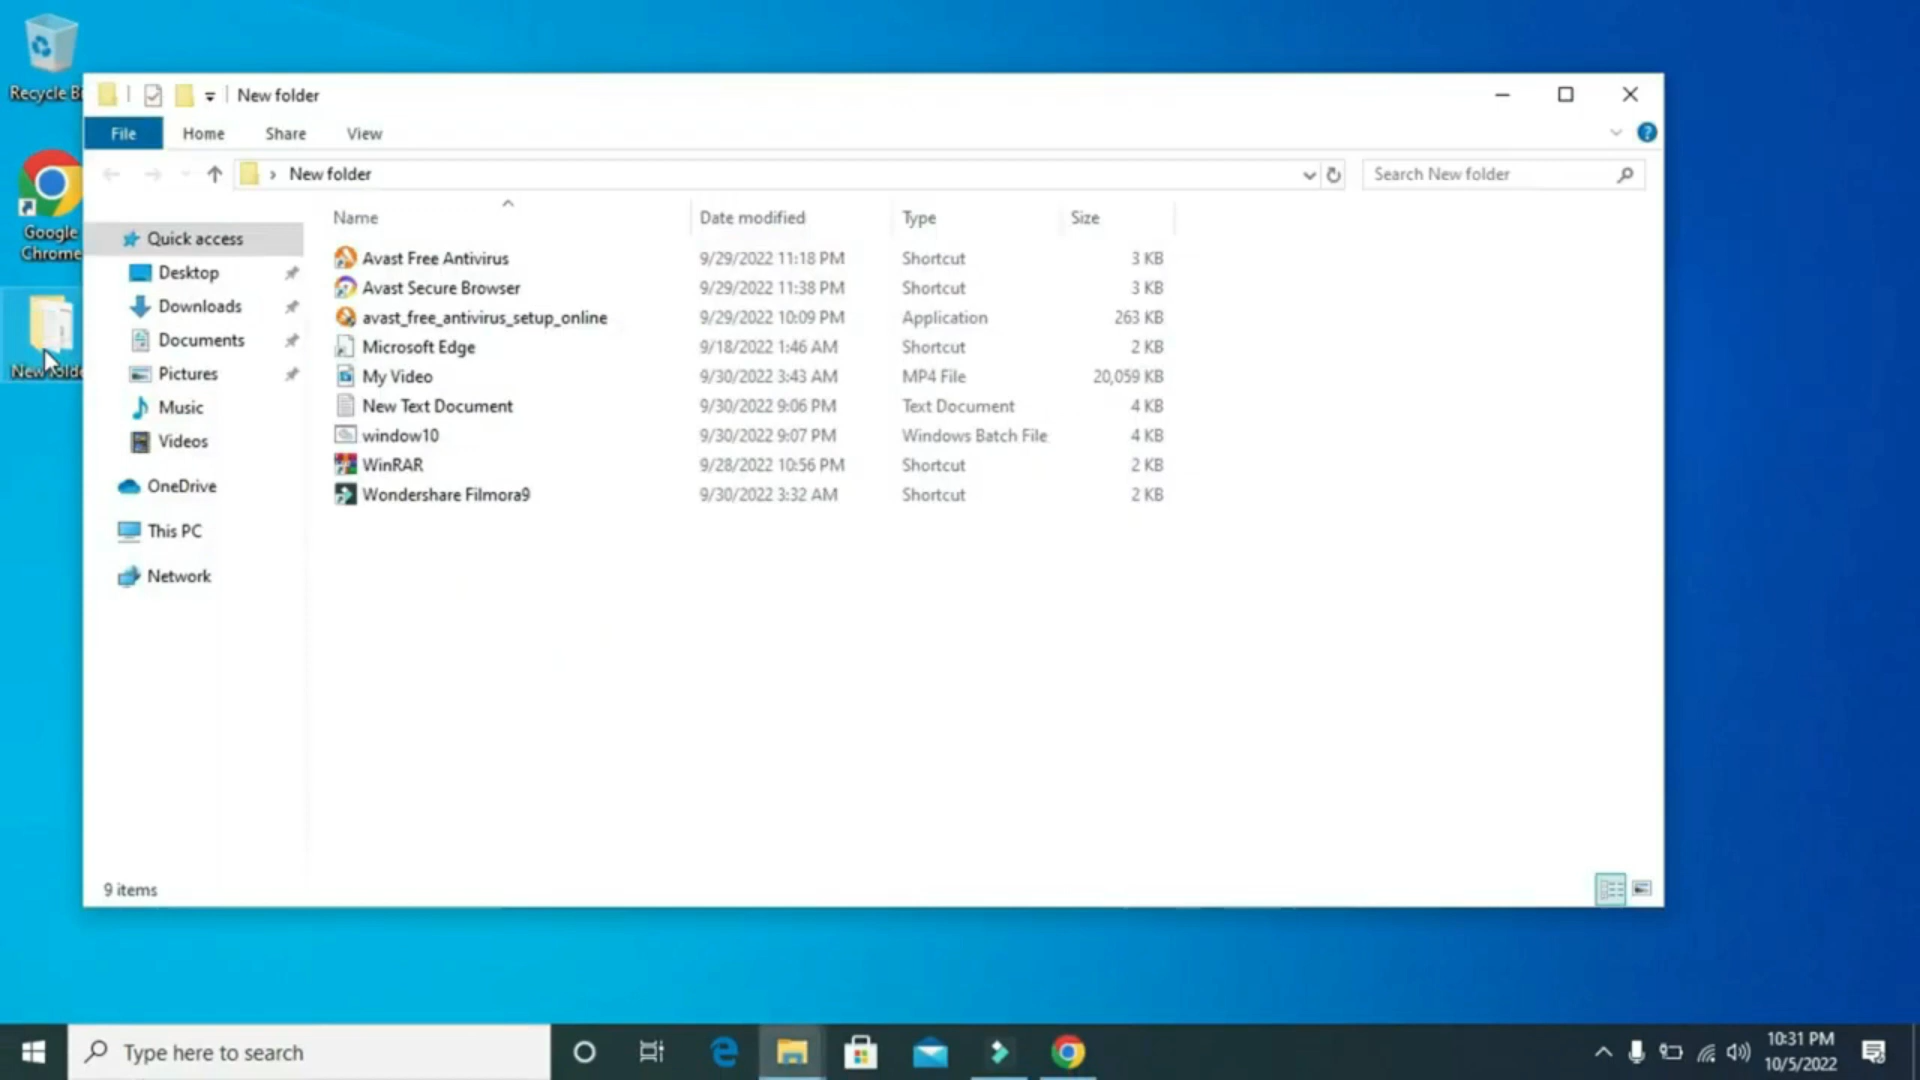 Recycle Bi
New folder
File Home Share View
New folder
Search New folder
Google
Chrome
Name Date modified Type Size
Quick access
Desktop
Downloads
Documents
Pictures
Music
Videos
OneDrive
This PC
Network
Avast Free Antivirus 9/29/2022 11:18 PM Shortcut 3 KB
Avast Secure Browser 9/29/2022 11:38 PM Shortcut 3 KB
avast_free_antivirus_setup_online 9/29/2022 10:09 PM Application 263 KB
Microsoft Edge 9/18/2022 1:46 AM Shortcut 2 KB
My Video 9/30/2022 3:43 AM MP4 File 20,059 KB
New Text Document 9/30/2022 9:06 PM Text Document 4 KB
window10 9/30/2022 9:07 PM Windows Batch File 4 KB
WinRAR 9/28/2022 10:56 PM Shortcut 2 KB
Wondershare Filmora9 9/30/2022 3:32 AM Shortcut 2 KB
New folde
9 items
Type here to search
10:31 PM
10/5/2022